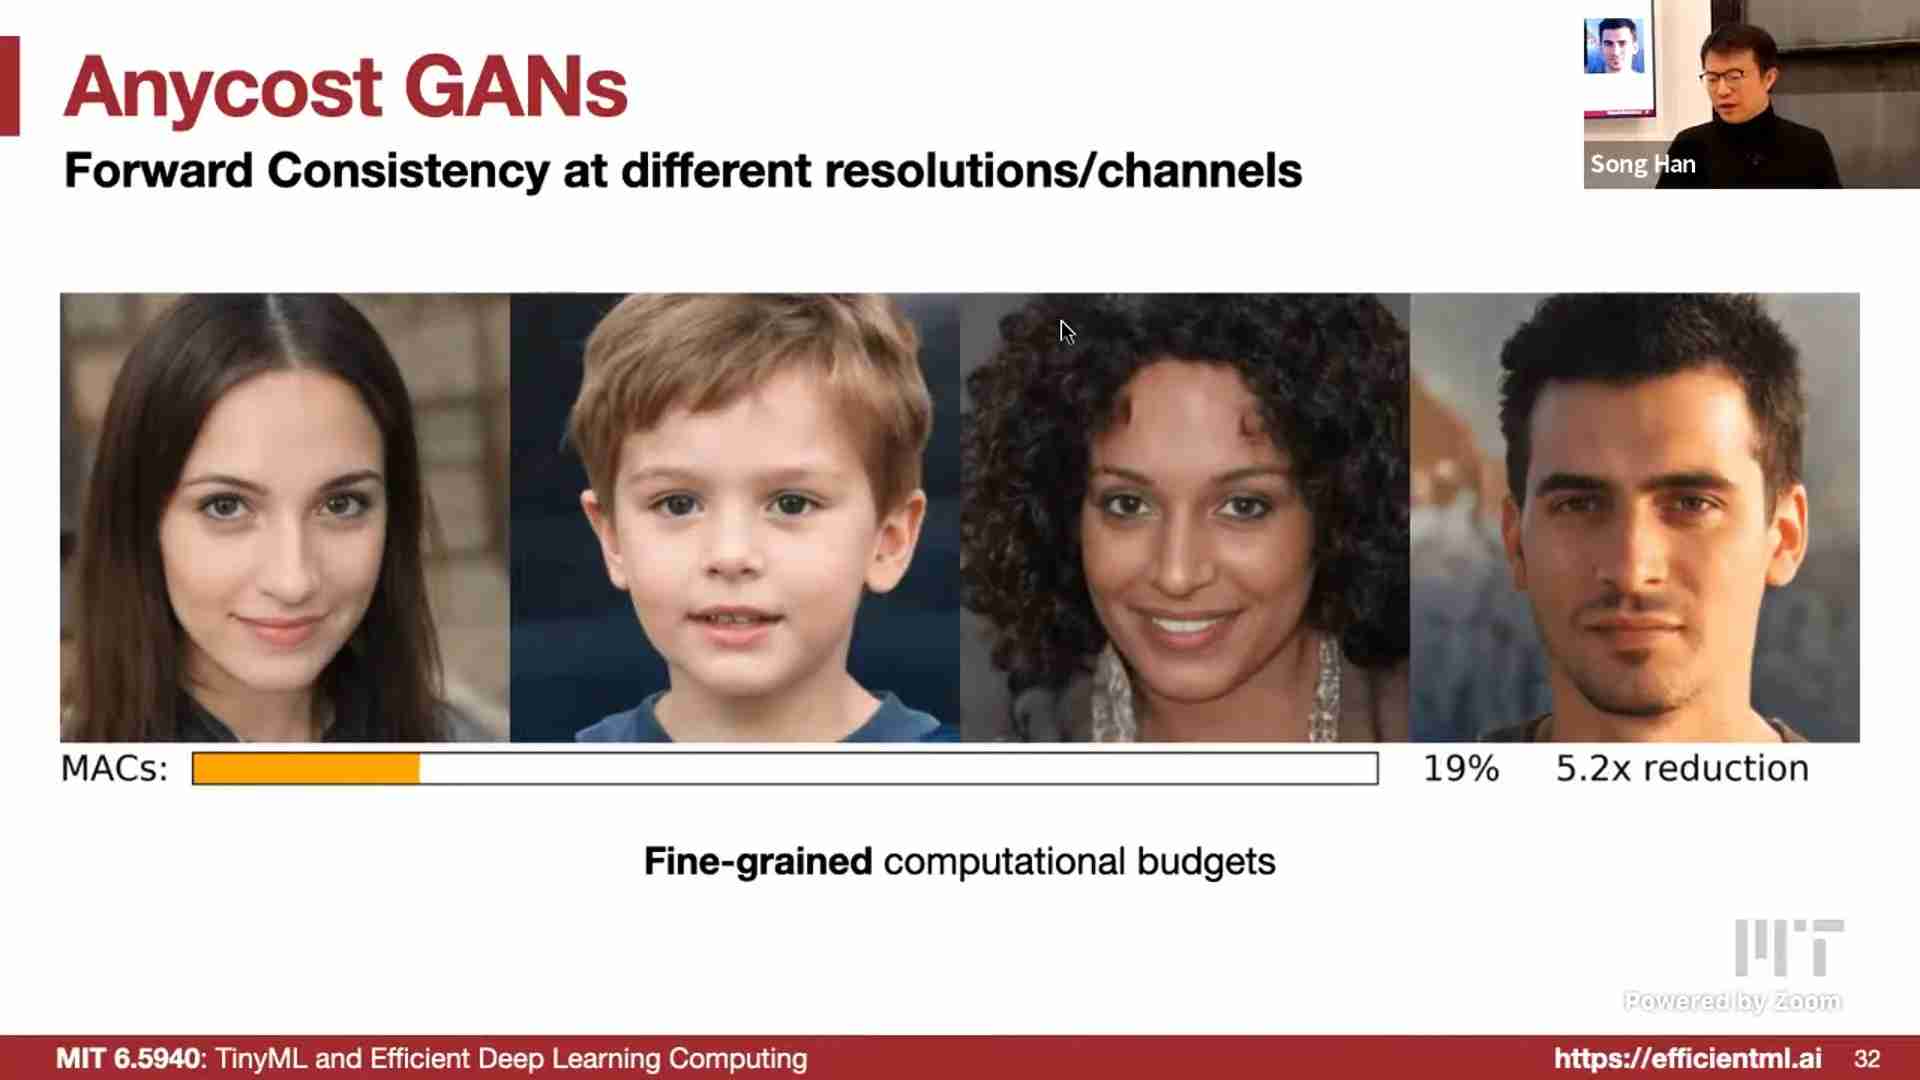 Anycost GANs
Forward Consistency at different resolutions/channels
Song Han
MACs: 19% 5.2x reduction
Fine-grained computational budgets
MIT
Powered by Zoom
MIT 6.5940: TinyML and Efficient Deep Learning Computing
https://efficientml.ai 32